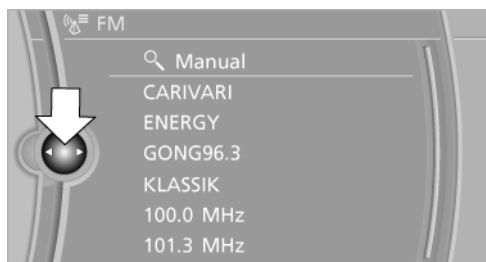 FM
Manual
CARIVARI
ENERGY
GONG96.3
KLASSIK
100.0 MHz
101.3 MHz